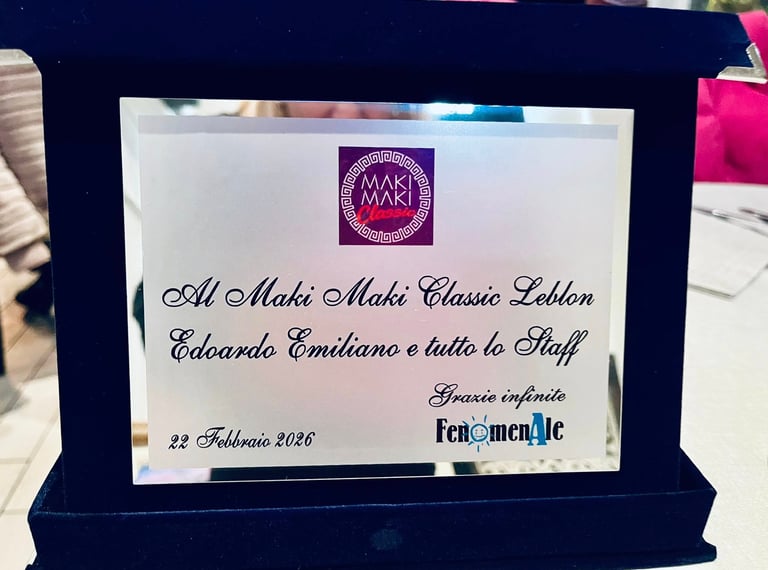 MAKI
MAKI
Classic
Al Maki Maki Classic Leblon
Edoardo Emiliano e tutto lo Staff
Grazie infinite
22 Febbraio 2026
FenomenAle